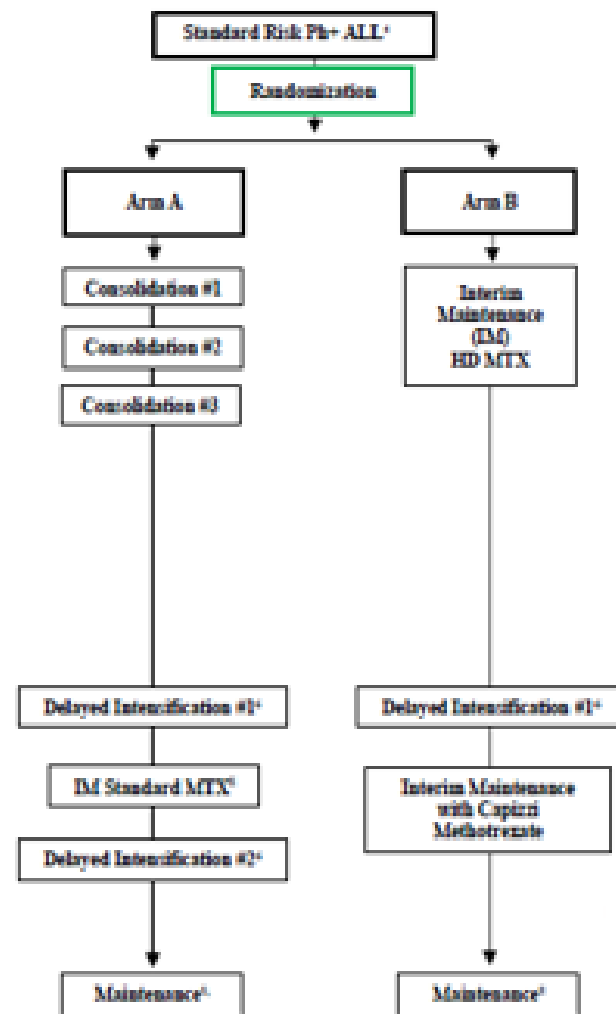 Standard Risk Ph+ ALL*
Randomization
Arm A
Arm B
Consolidation #1
Consolidation #2
Consolidation #3
Interim
Maintenance
(IM)
HD MTX
Delayed Intensification #1*
Delayed Intensification #1*
IM Standard MTX
Interim Maintenance
with Capizzi
Methotrexate
Delayed Intensification #2*
Maintenance
Maintenance